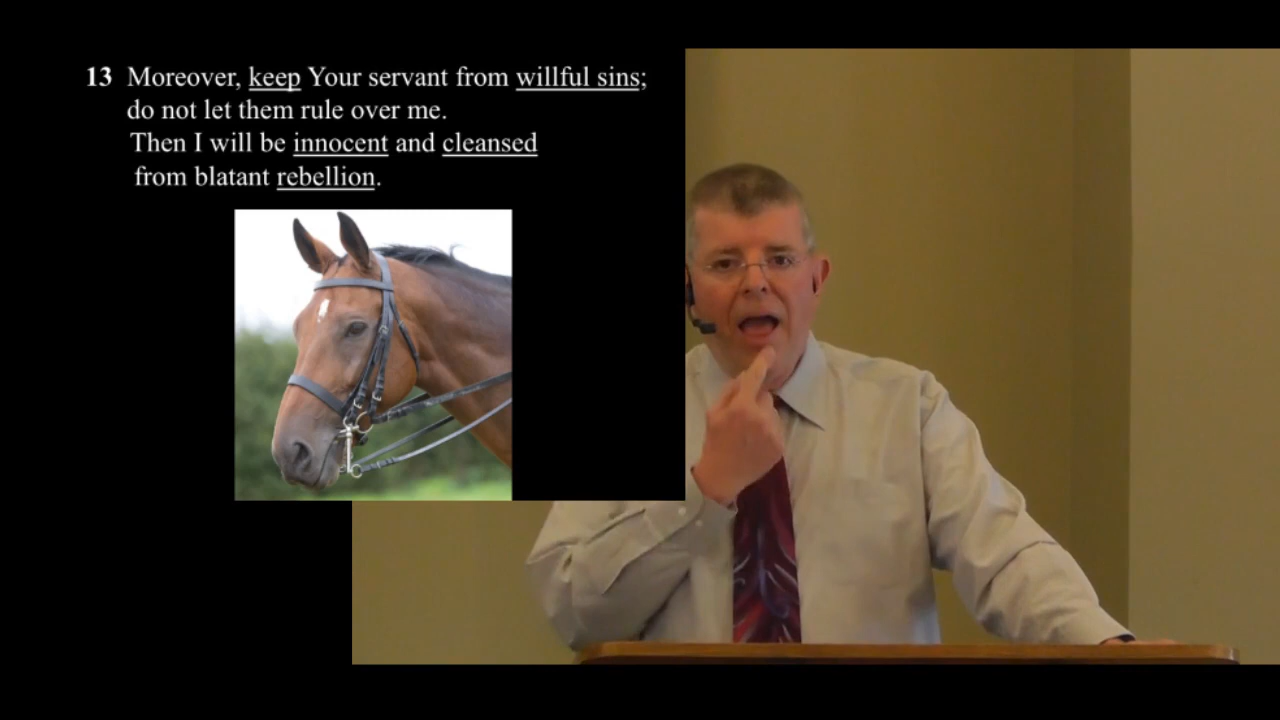 13 Moreover, keep Your servant from willful sins;
do not let them rule over me.
Then I will be innocent and cleansed
from blatant rebellion.